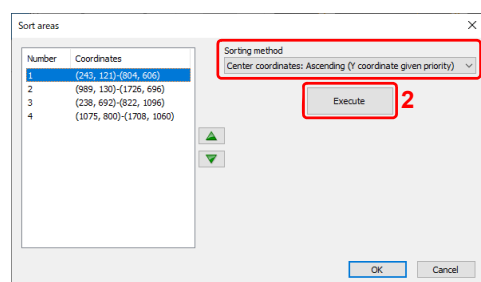 Sort areas
Number Coordinates
1 (243, 121)-(804, 606)
2 (989, 130)-(1726, 696)
3 (238, 692)-(822, 1096)
4 (1075, 800)-(1708, 1060)
Sorting method
Center coordinates: Ascending (Y coordinate given priority)
Execute
2
OK Cancel